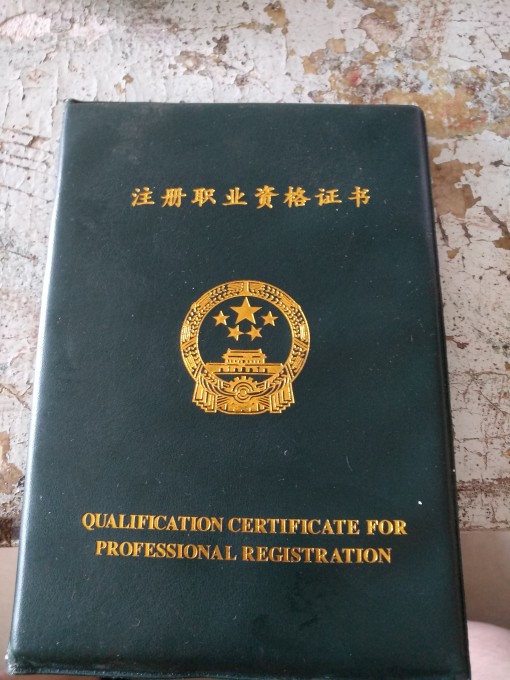 注册职业资格证书
QUALIFICATION CERTIFICATE FOR
PROFESSIONAL REGISTRATION